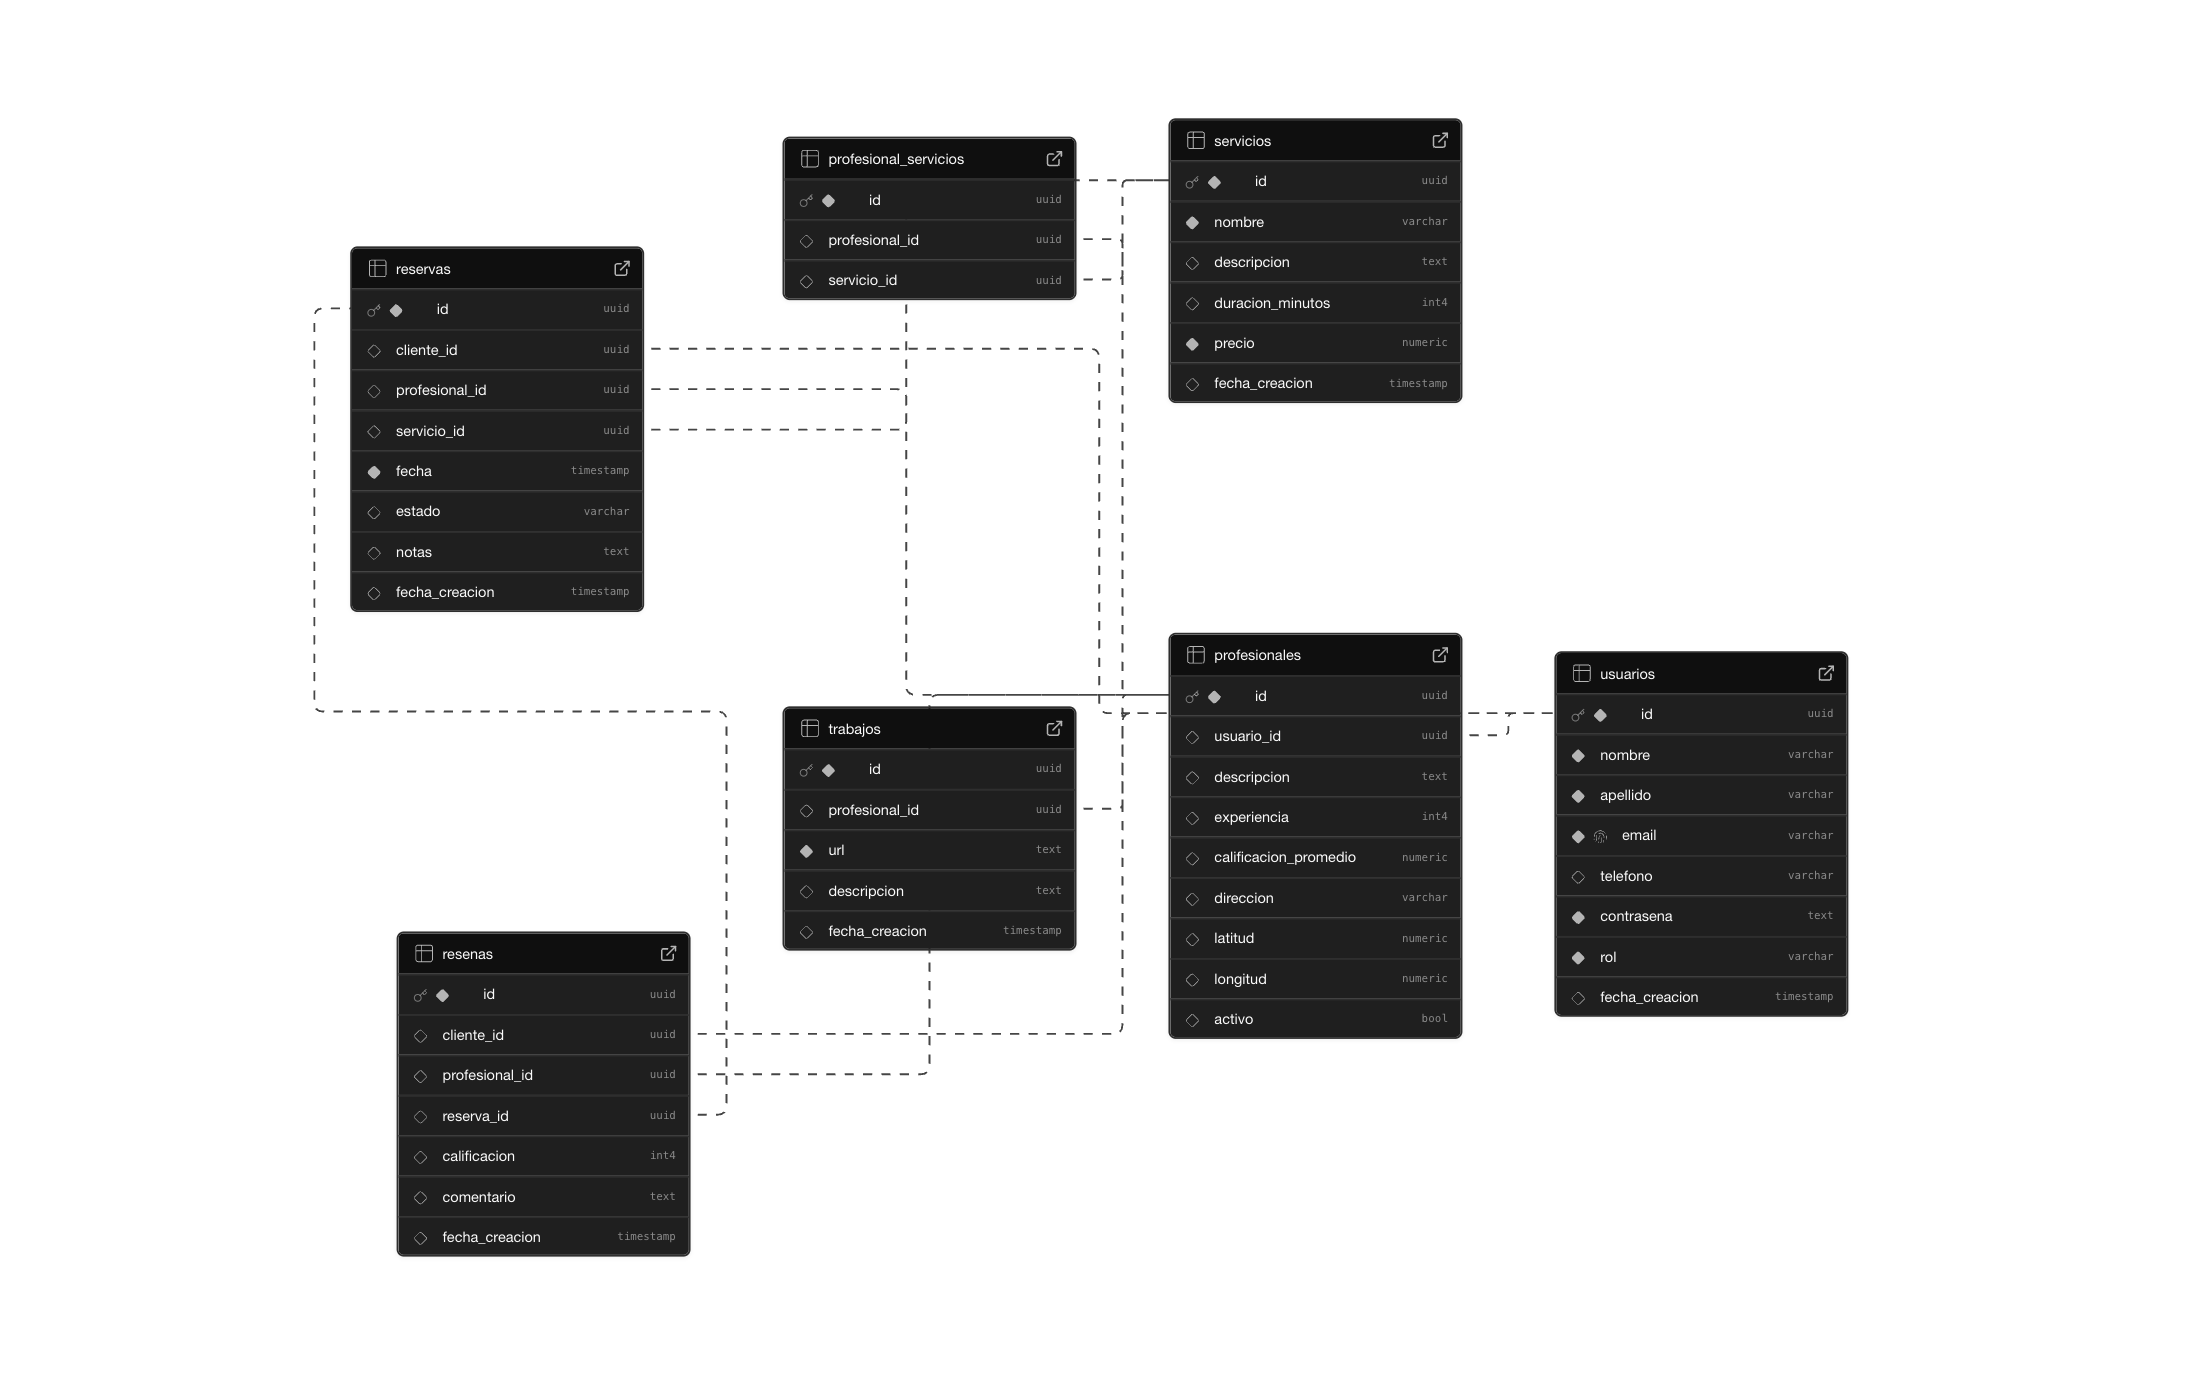 profesional_servicios
id uuid
profesional_id uuid
servicio_id uuid
servicios
id uuid
nombre varchar
descripcion text
duracion_minutos int4
precio numeric
fecha_creacion timestamp
reservas
id uuid
cliente_id uuid
profesional_id uuid
servicio_id uuid
fecha timestamp
estado varchar
notas text
fecha_creacion timestamp
profesionales
id uuid
usuario_id uuid
descripcion text
experiencia int4
calificacion_promedio numeric
direccion varchar
latitud numeric
longitud numeric
activo bool
usuarios
id uuid
nombre varchar
apellido varchar
email varchar
telefono varchar
contrasena text
rol varchar
fecha_creacion timestamp
trabajos
id uuid
profesional_id uuid
url text
descripcion text
fecha_creacion timestamp
resenas
id uuid
cliente_id uuid
profesional_id uuid
reserva_id uuid
calificacion int4
comentario text
fecha_creacion timestamp